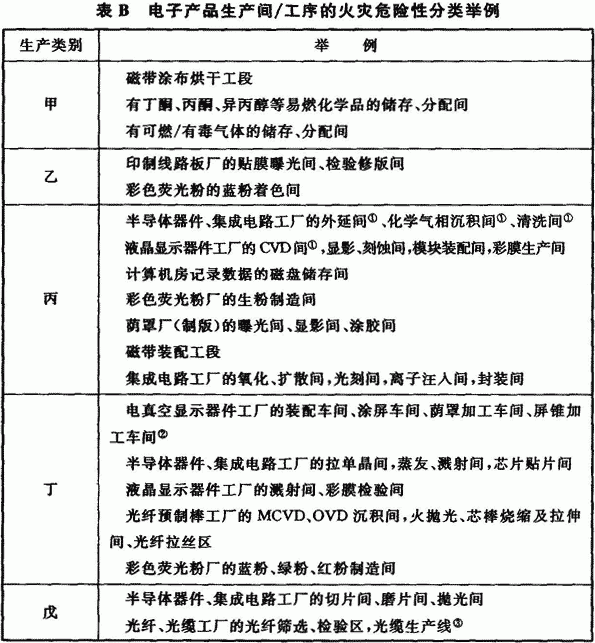 表 B 电子产品生产间/工序的火灾危险性分类举例
生产类别 举 例
甲
磁带涂布烘干工段
有丁酮、丙酮、异丙醇等易燃化学品的储存、分配间
有可燃/有毒气体的储存、分配间
乙
印制线路板厂的贴膜曝光间、检验修版间
彩色荧光粉的蓝粉着色间
丙
半导体器件、集成电路工厂的外延间①、化学气相沉积间①、清洗间①
液晶显示器件工厂的CVD间①,显影、刻蚀间,模块装配间,彩膜生产间
计算机房记录数据的磁盘储存间
彩色荧光粉厂的生粉制造间
荫罩厂(制版)的曝光间、显影间、涂胶间
磁带装配工段
集成电路工厂的氧化、扩散间,光刻间,离子注入间,封装间
丁
电真空显示器件工厂的装配车间、涂屏车间、荫罩加工车间、屏锥加
工车间②
半导体器件、集成电路工厂的拉单晶间,蒸发、溅射间,芯片贴片间
液晶显示器件工厂的溅射间、彩膜检验间
光纤预制棒工厂的MCVD、OVD沉积间,火抛光、芯棒烧缩及拉伸
间、光纤拉丝区
彩色荧光粉厂的蓝粉、绿粉、红粉制造间
戊
半导体器件、集成电路工厂的切片间、磨片间、抛光间
光纤、光缆工厂的光纤筛选、检验区,光缆生产线③